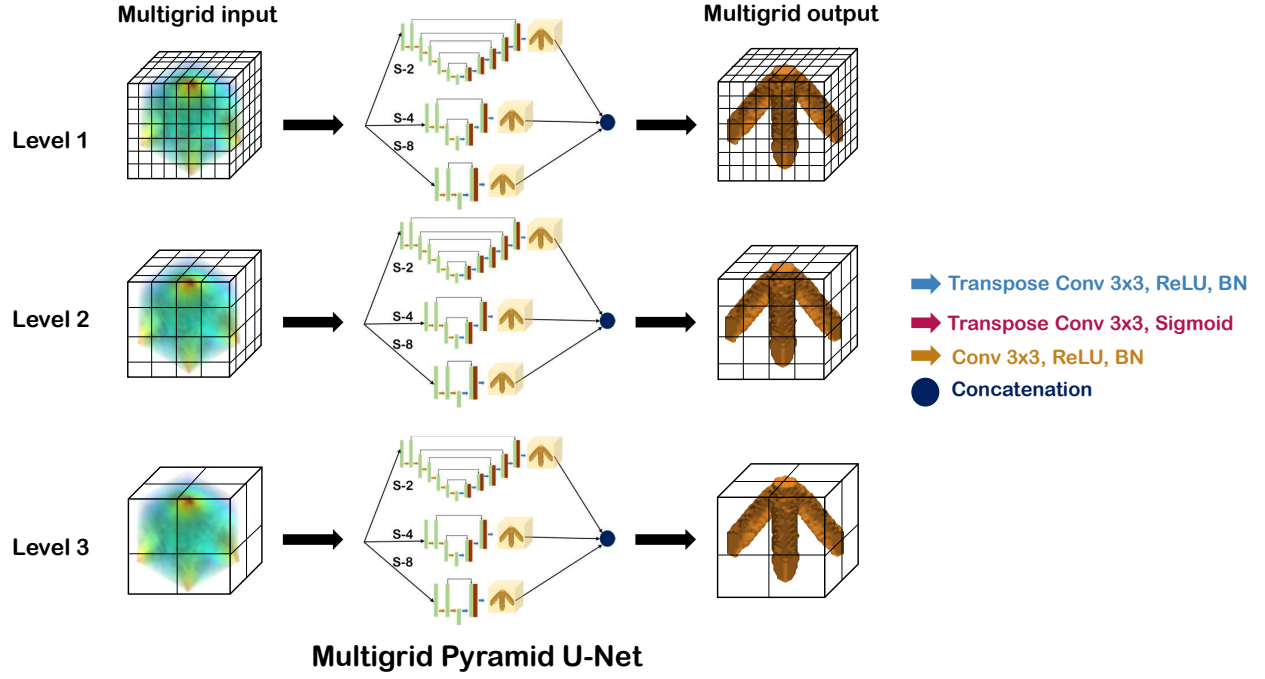 Multigrid input
Multigrid output
Level 1
S-2
S-4
S-8
Level 2
S-2
S-4
S-8
Level 3
S-2
S-4
S-8
Transpose Conv 3x3, ReLU, BN
Transpose Conv 3x3, Sigmoid
Conv 3x3, ReLU, BN
Concatenation
Multigrid Pyramid U-Net